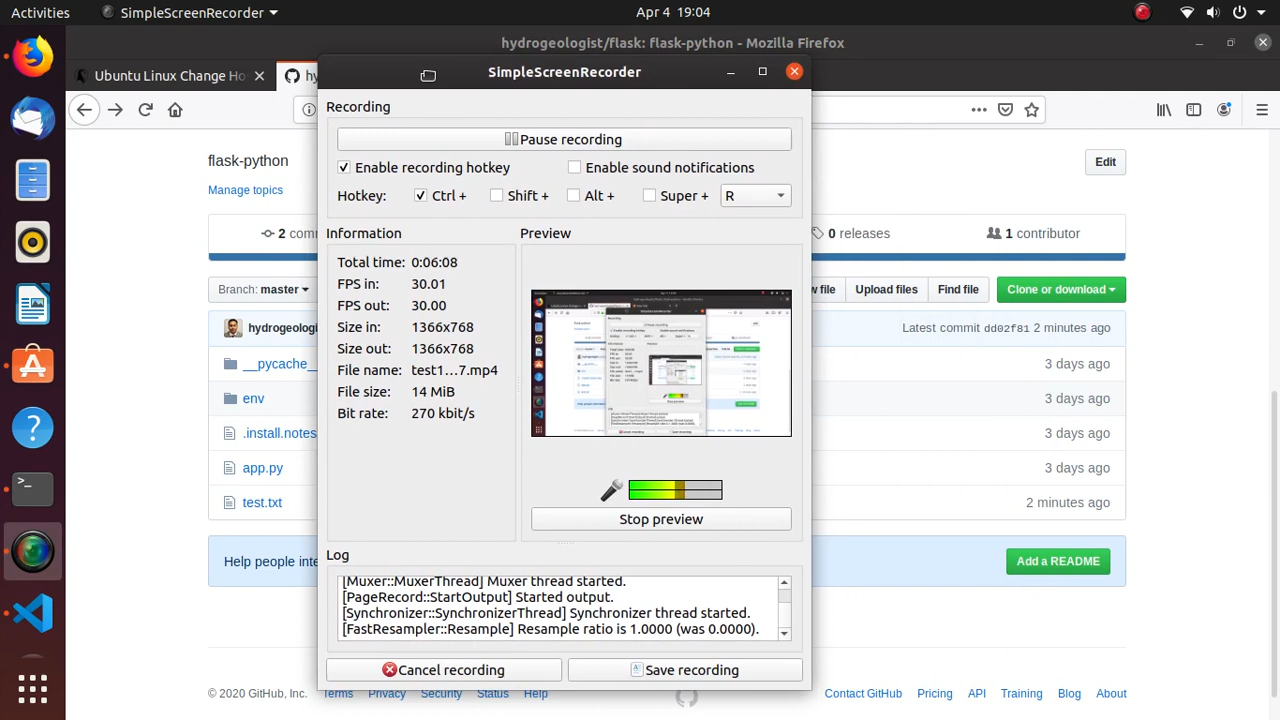 Activities SimpleScreenRecorder Apr 4 19:04
hydrogeologist/flask: flask-python - Mozilla Firefox
Ubuntu Linux Change Ho
hy
SimpleScreenRecorder
Recording
Pause recording
Enable recording hotkey Enable sound notifications
Hotkey: Ctrl + Shift + Alt + Super + R
Information
Total time: 0:06:08
FPS in: 30.01
FPS out: 30.00
Size in: 1366x768
Size out: 1366x768
File name: test1…7.mp4
File size: 14 MiB
Bit rate: 270 kbit/s
Preview
Stop preview
Log
[Muxer::MuxerThread] Muxer thread started.
[PageRecord::StartOutput] Started output.
[Synchronizer::SynchronizerThread] Synchronizer thread started.
[FastResampler::Resample] Resample ratio is 1.0000 (was 0.0000).
Cancel recording Save recording
flask-python Edit
Manage topics
2 comm 0 releases 1 contributor
Branch: master w file Upload files Find file Clone or download
hydrogeologi Latest commit dd02f81 2 minutes ago
__pycache__ 3 days ago
env 3 days ago
.install.notes 3 days ago
app.py 3 days ago
test.txt 2 minutes ago
Help people inte Add a README
© 2020 GitHub, Inc. Terms Privacy Security Status Help Contact GitHub Pricing API Training Blog About